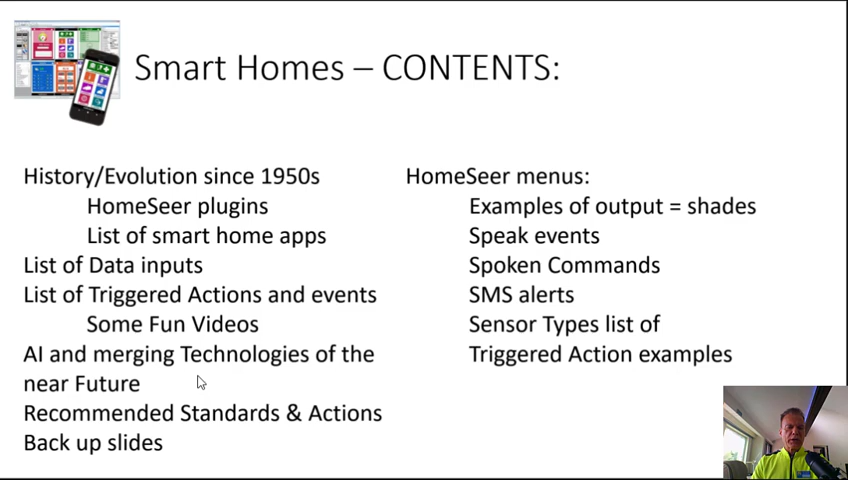 Smart Homes – CONTENTS:
History/Evolution since 1950s
HomeSeer plugins
List of smart home apps
List of Data inputs
List of Triggered Actions and events
Some Fun Videos
AI and merging Technologies of the
near Future
Recommended Standards & Actions
Back up slides
HomeSeer menus:
Examples of output = shades
Speak events
Spoken Commands
SMS alerts
Sensor Types list of
Triggered Action examples